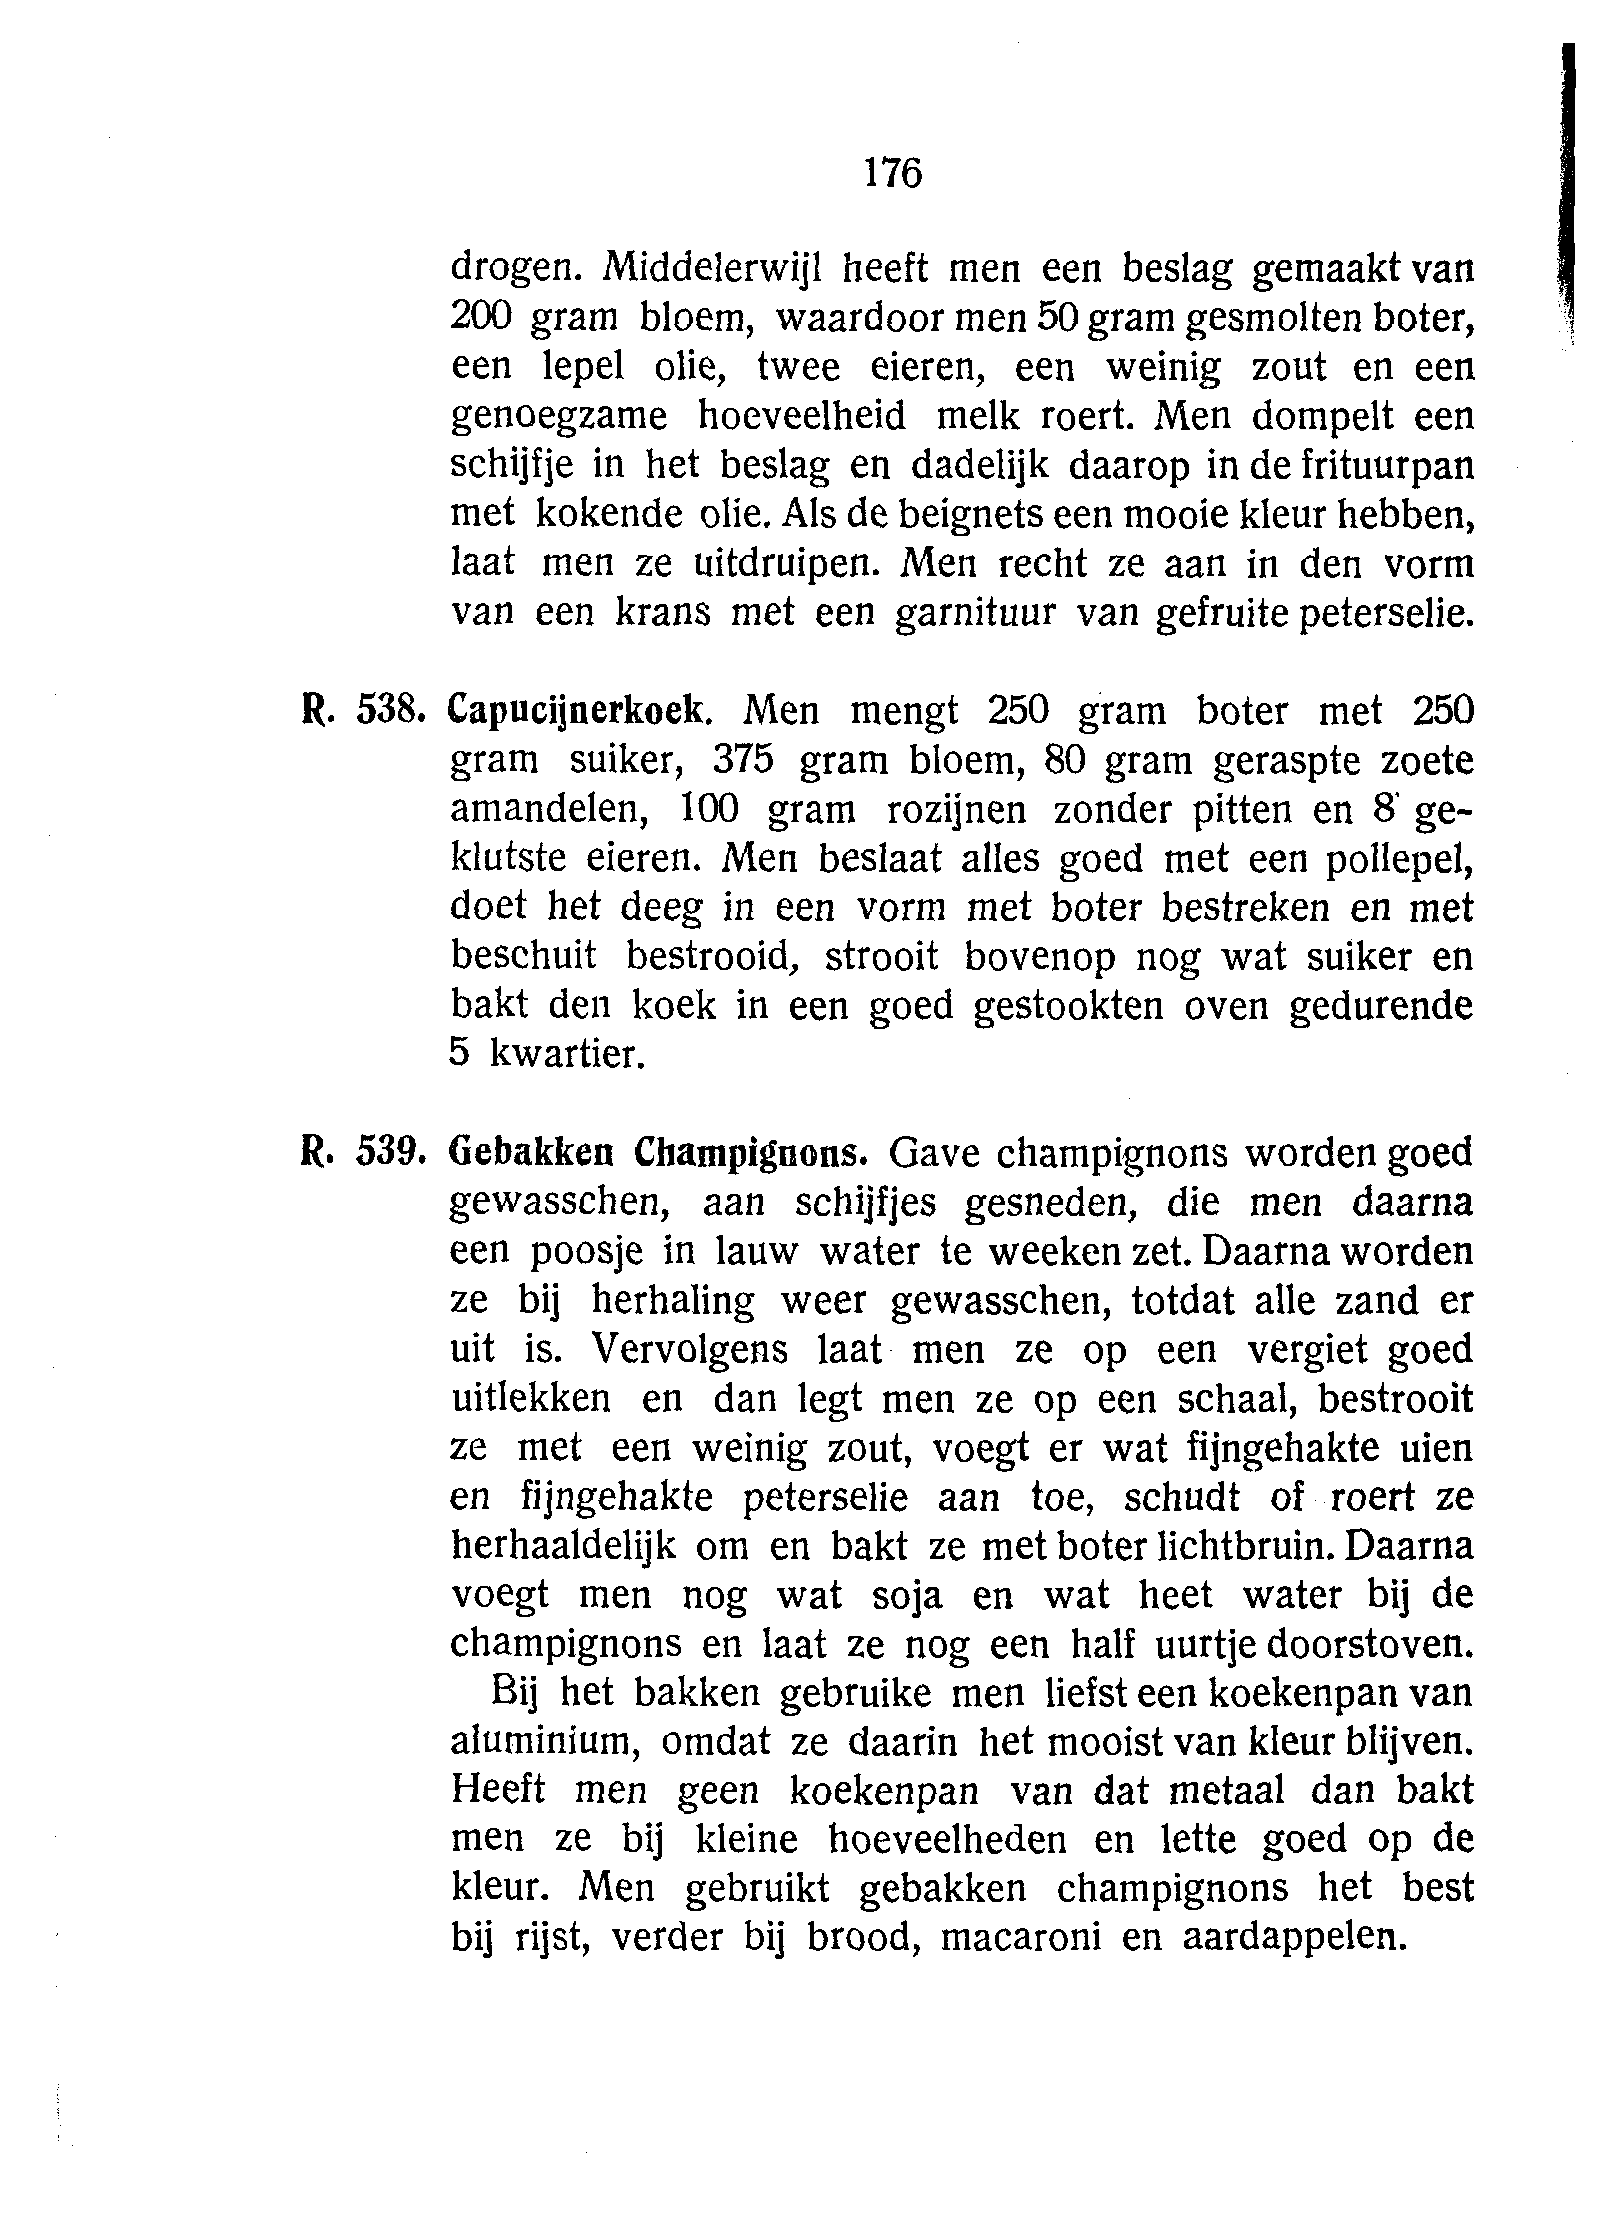 176
drogen. Middelerwijl heeft men een beslag gemaakt van
200 gram bloem, waardoor men 50 gram gesmolten boter,
een lepel olie, twee eieren, een weinig zout en een
genoegzame hoeveelheid melk roert. Men dompelt een
schijfje in het beslag en dadelijk daarop in de frituurpan
met kokende olie. Als de beignets een mooie kleur hebben,
laat men ze uitdruipen. Men recht ze aan in den vorm
van een krans met een garnituur van gefruite peterselie.
R. 538. Capucijnerkoek. Men mengt 250 gram boter met 250
gram suiker, 375 gram bloem, 80 gram geraspte zoete
amandelen, 100 gram rozijnen zonder pitten en 8 ge-
klutste eieren. Men beslaat alles goed met een pollepel,
doet het deeg in een vorm met boter bestreken en met
beschuit bestrooid, strooit bovenop nog wat suiker en
bakt den koek in een goed gestookten oven gedurende
5 kwartier.
R. 539. Gebakken Champignons. Gave champignons worden goed
gewasschen, aan schijfjes gesneden, die men daarna
een poosje in lauw water te weeken zet. Daarna worden
ze bij herhaling weer gewasschen, totdat alle zand er
uit is. Vervolgens laat men ze op een vergiet goed
uitlekken en dan legt men ze op een schaal, bestrooit
ze met een weinig zout, voegt er wat fijngehakte uien
en fijngehakte peterselie aan toe, schudt of roert ze
herhaaldelijk om en bakt ze met boter lichtbruin. Daarna
voegt men nog wat soja en wat heet water bij de
champignons en laat ze nog een half uurtje doorstoven.
Bij het bakken gebruike men liefst een koekenpan van
aluminium, omdat ze daarin het mooist van kleur blijven.
Heeft men geen koekenpan van dat metaal dan bakt
men ze bij kleine hoeveelheden en lette goed op de
kleur. Men gebruikt gebakken champignons het best
bij rijst, verder bij brood, macaroni en aardappelen.